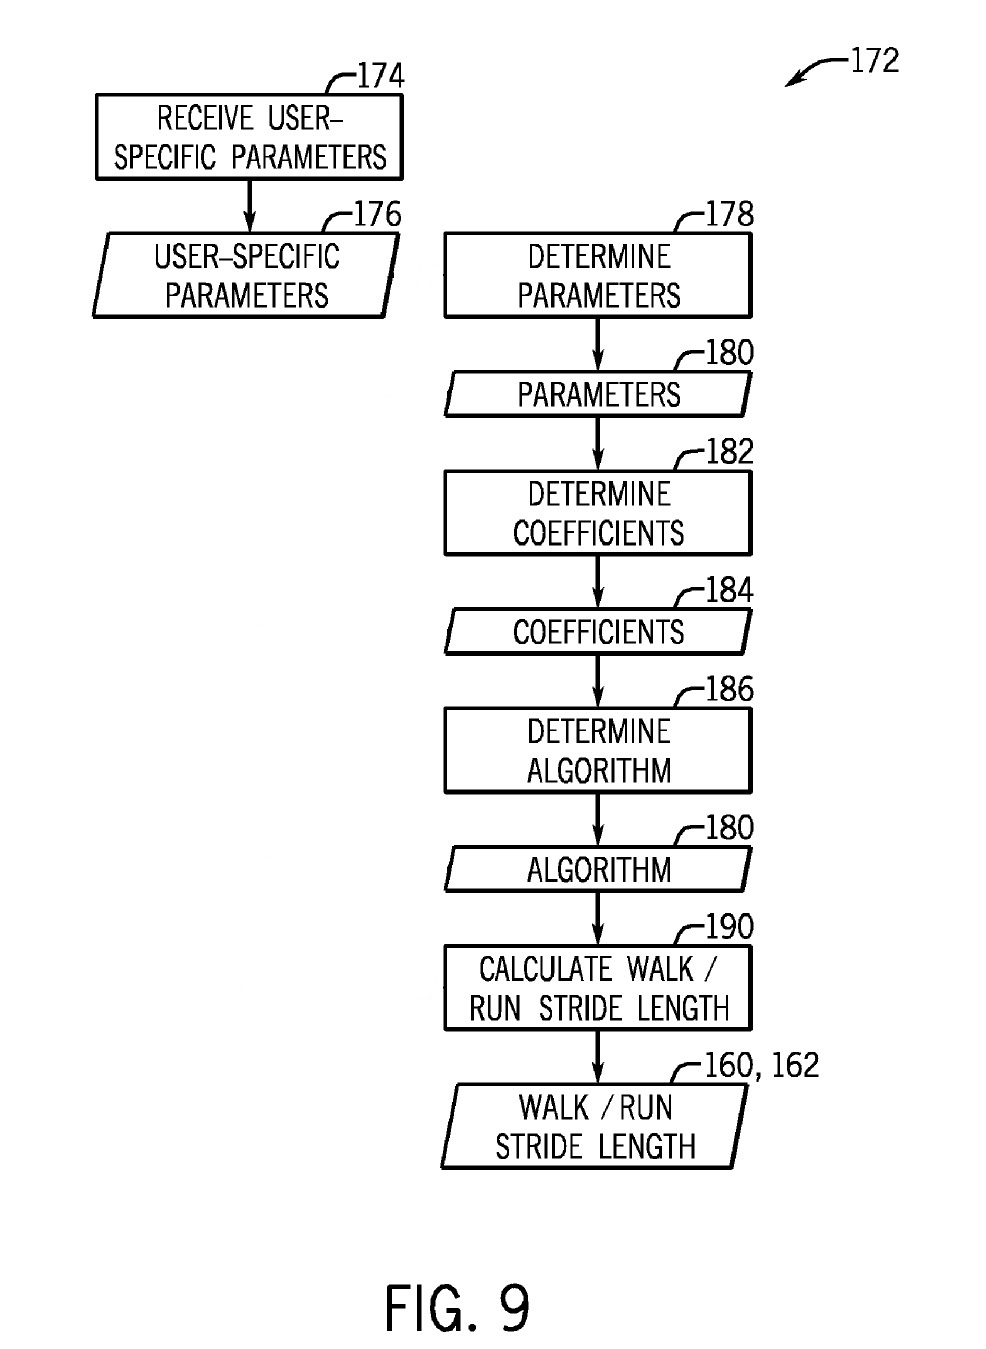 172
174
RECEIVE USER–
SPECIFIC PARAMETERS
176
USER–SPECIFIC
PARAMETERS
178
DETERMINE
PARAMETERS
180
PARAMETERS
182
DETERMINE
COEFFICIENTS
184
COEFFICIENTS
186
DETERMINE
ALGORITHM
180
ALGORITHM
190
CALCULATE WALK /
RUN STRIDE LENGTH
160, 162
WALK / RUN
STRIDE LENGTH
FIG. 9